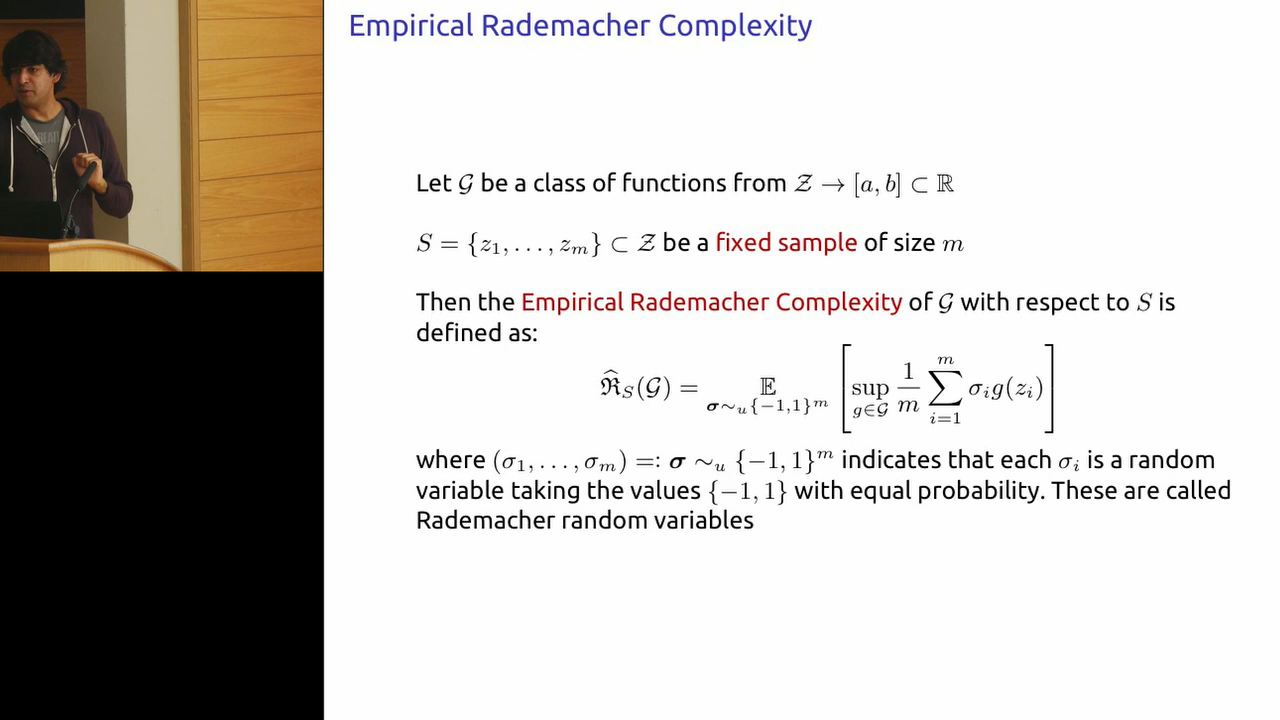 Empirical Rademacher Complexity
Let 𝒢 be a class of functions from 𝒵 → [a, b] ⊂ ℝ
S = {z₁, . . . , zₘ} ⊂ 𝒵 be a fixed sample of size m
Then the Empirical Rademacher Complexity of 𝒢 with respect to S is
defined as:
ℜ̂_S(𝒢) = 𝔼_{σ∼ᵤ{−1,1}^m} [ sup_{g∈𝒢} 1/m ∑_{i=1}^{m} σᵢg(zᵢ) ]
where (σ₁, . . . , σₘ) =: σ ∼ᵤ {−1, 1}^m indicates that each σᵢ is a random
variable taking the values {−1, 1} with equal probability. These are called
Rademacher random variables